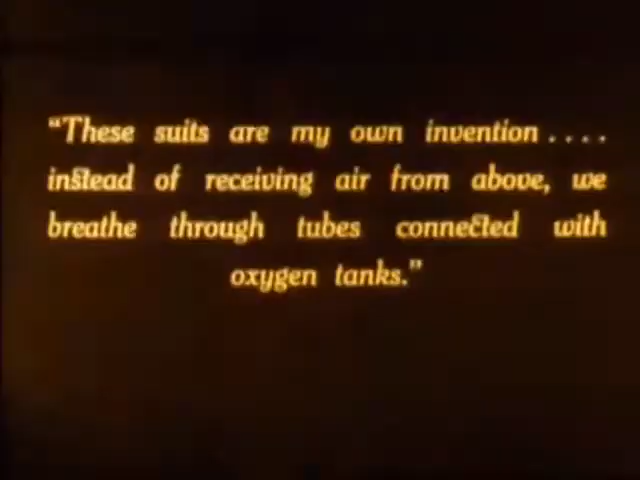 “These suits are my own invention....
instead of receiving air from above, we
breathe through tubes connected with
oxygen tanks.”